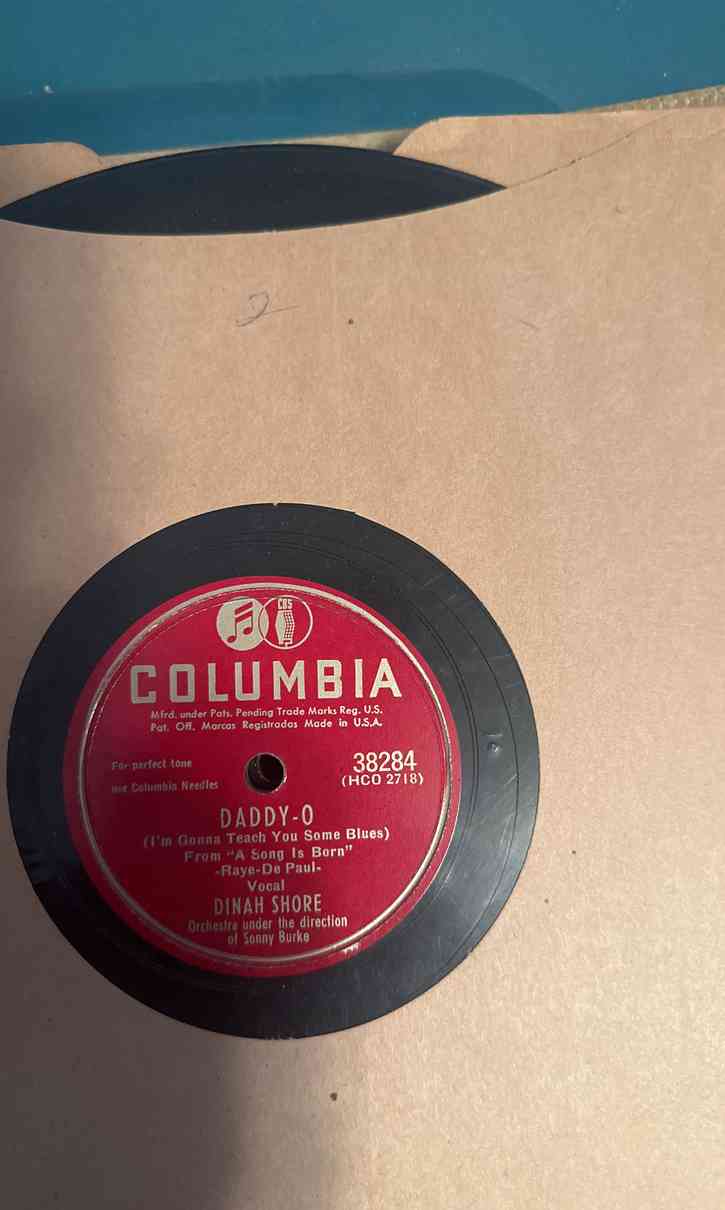 2
CBS
COLUMBIA
Mfrd. under Pats. Pending Trade Marks Reg. U.S.
Pat. Off. Marcas Registradas Made in U.S.A.
For perfect tone
use Columbia Needles
38284
(HCO 2718)
DADDY-O
(I'm Gonna Teach You Some Blues)
From "A Song Is Born"
-Raye-De Paul-
Vocal
DINAH SHORE
Orchestra under the direction
of Sonny Burke